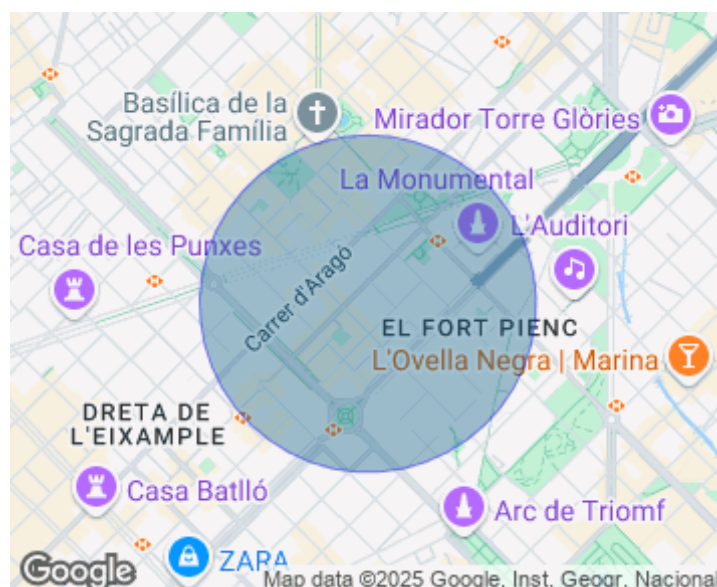 Basílica de la
Sagrada Família
Mirador Torre Glòries
La Monumental
L'Auditori
Casa de les Punxes
Carrer d'Aragó
EL FORT PIENC
L'Ovella Negra | Marina
DRETA DE
L'EIXAMPLE
Casa Batlló
Arc de Triomf
ZARA
Google
Map data ©2025 Google, Inst. Geogr. Nacional